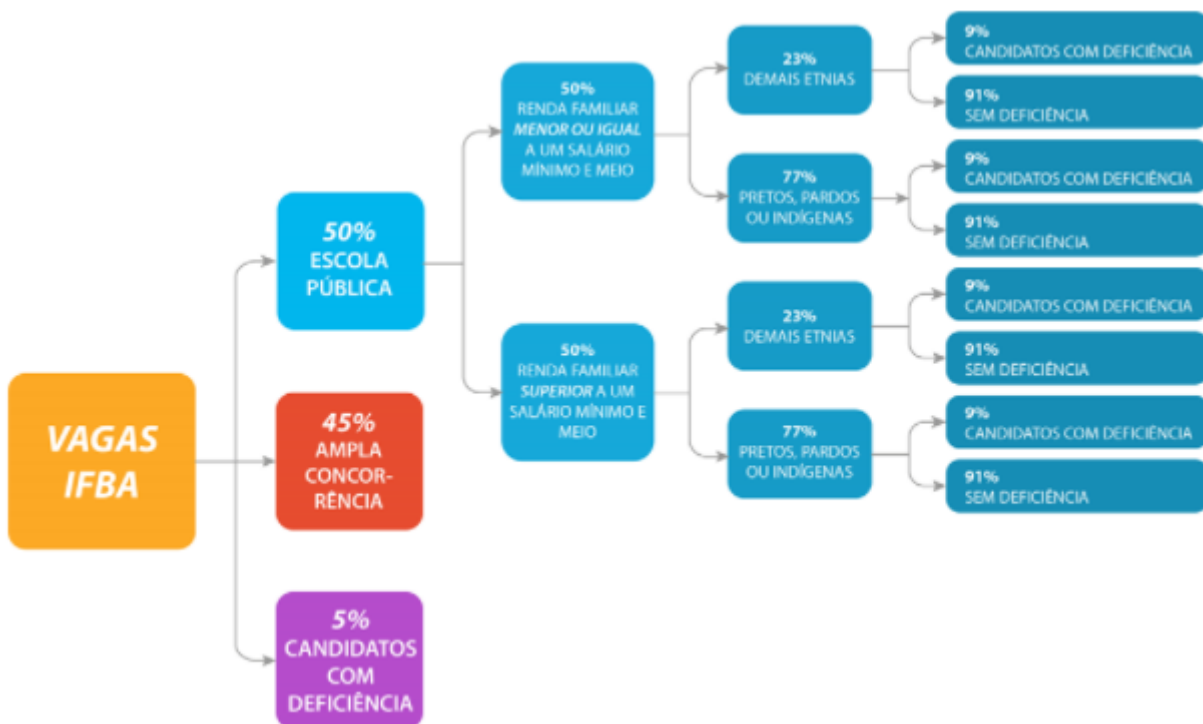 VAGAS
IFBA
50%
ESCOLA
PÚBLICA
45%
AMPLA
CONCOR-
RÊNCIA
5%
CANDIDATOS
COM
DEFICIÊNCIA
50%
RENDA FAMILIAR
MENOR OU IGUAL
A UM SALÁRIO
MÍNIMO E MEIO
50%
RENDA FAMILIAR
SUPERIOR A UM
SALÁRIO MÍNIMO E
MEIO
23%
DEMAIS ETNIAS
77%
PRETOS, PARDOS
OU INDÍGENAS
23%
DEMAIS ETNIAS
77%
PRETOS, PARDOS
OU INDÍGENAS
9%
CANDIDATOS COM DEFICIÊNCIA
91%
SEM DEFICIÊNCIA
9%
CANDIDATOS COM DEFICIÊNCIA
91%
SEM DEFICIÊNCIA
9%
CANDIDATOS COM DEFICIÊNCIA
91%
SEM DEFICIÊNCIA
9%
CANDIDATOS COM DEFICIÊNCIA
91%
SEM DEFICIÊNCIA